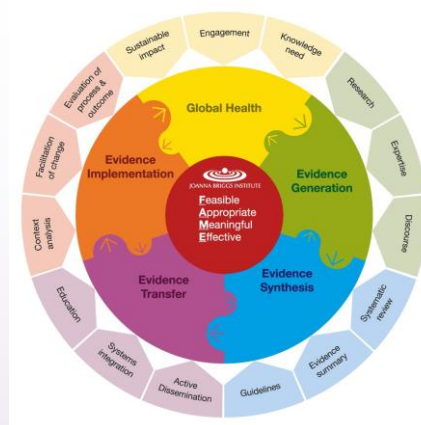 Sustainable
impact
Engagement
Knowledge
need
Research
Expertise
Discourse
Systematic
review
Evidence
summary
Guidelines
Active
Dissemination
Systems
integration
Education
Context
analysis
Facilitation
of change
Evaluation of
process &
outcome
Global Health
Evidence
Generation
Evidence
Synthesis
Evidence
Transfer
Evidence
Implementation
JOANNA BRIGGS INSTITUTE
Feasible
Appropriate
Meaningful
Effective